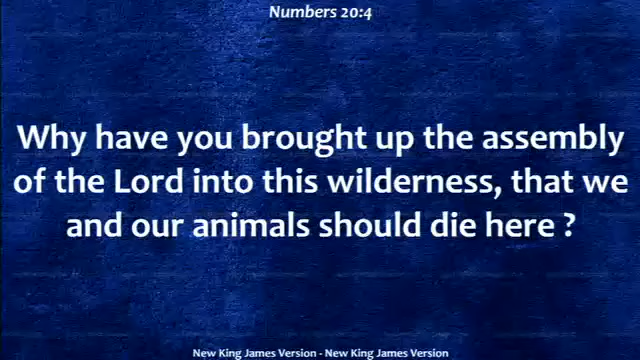 Numbers 20:4
Why have you brought up the assembly
of the Lord into this wilderness, that we
and our animals should die here ?
New King James Version - New King James Version